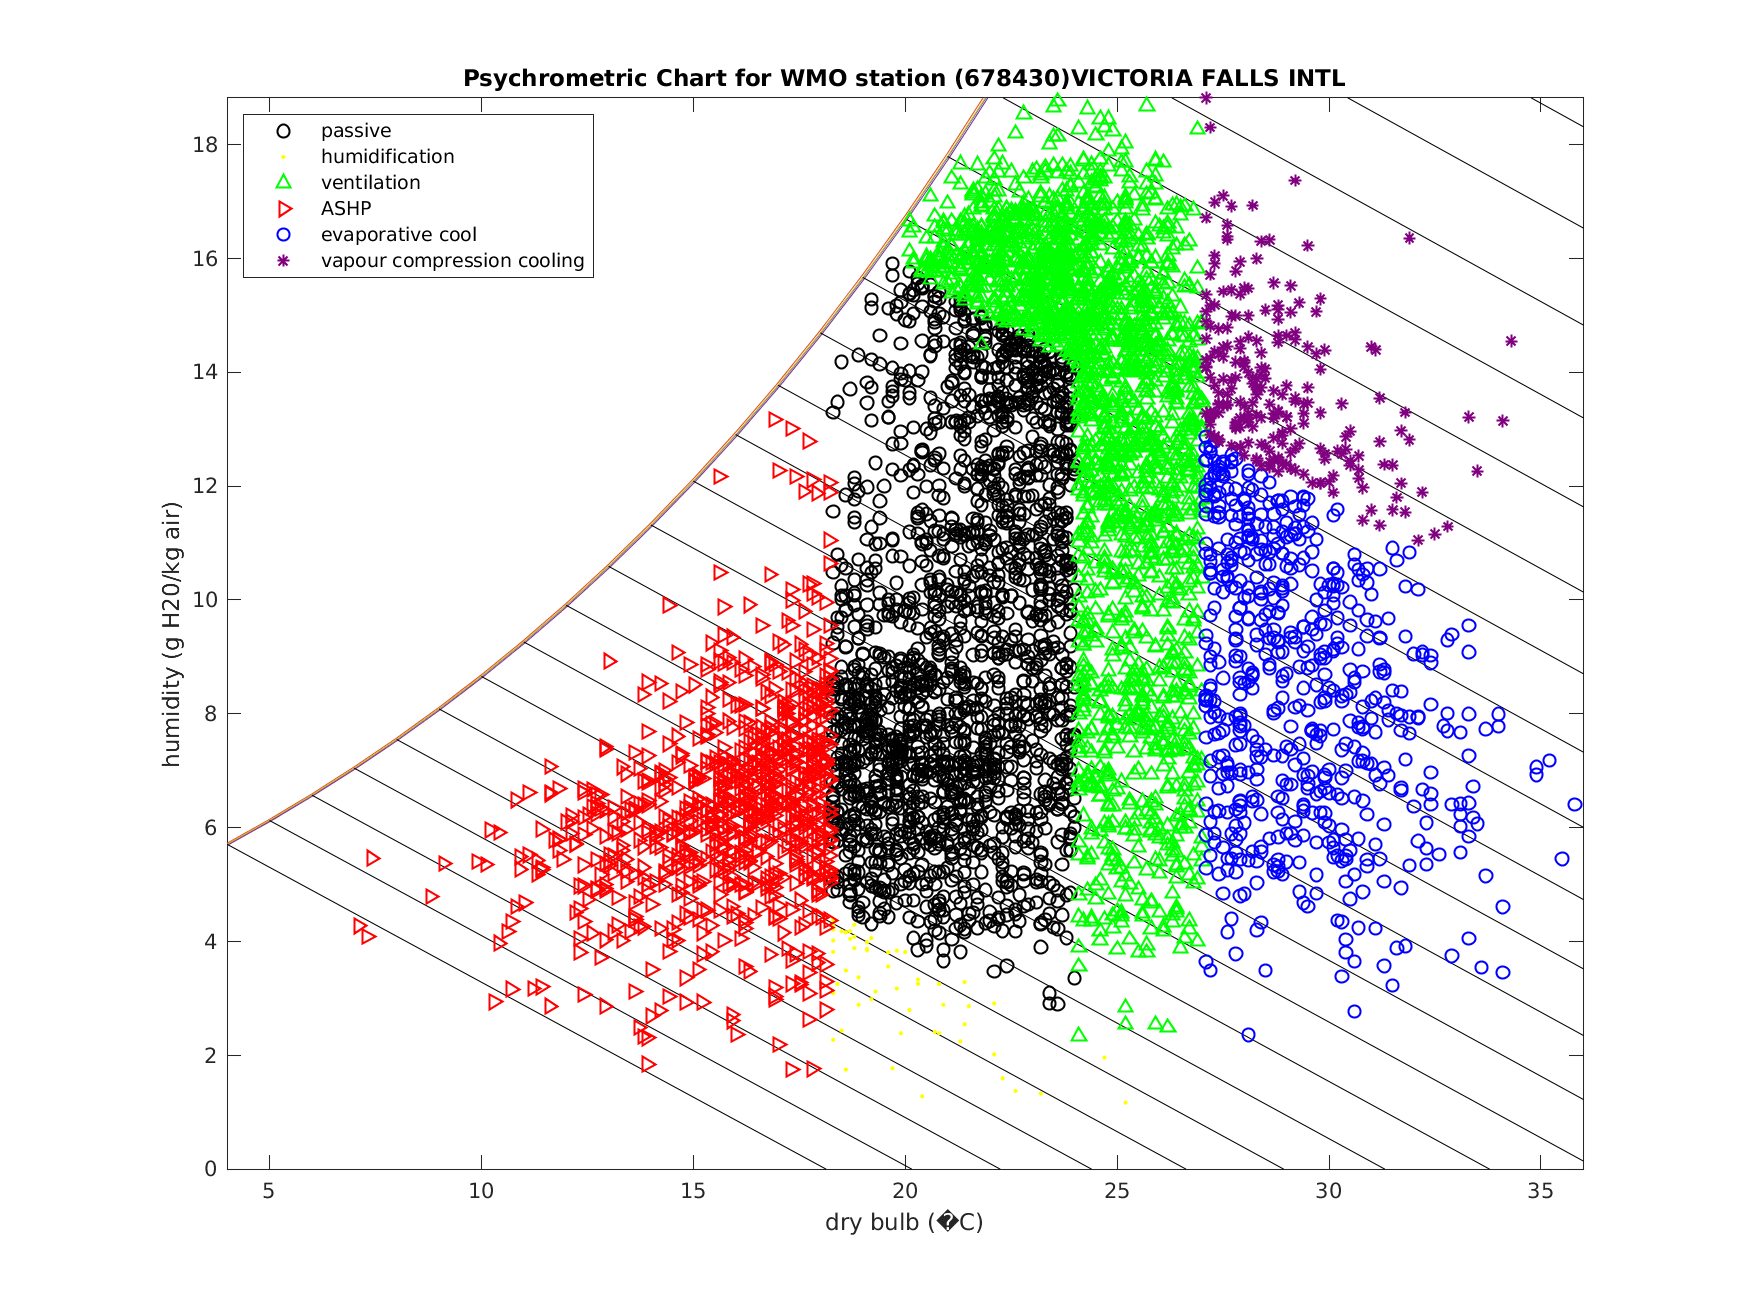 Psychrometric Chart for WMO station (678430)VICTORIA FALLS INTL
passive
humidification
ventilation
ASHP
evaporative cool
vapour compression cooling
humidity (g H20/kg air)
18
16
14
12
10
8
6
4
2
0
5 10 15 20 25 30 35
dry bulb (�C)